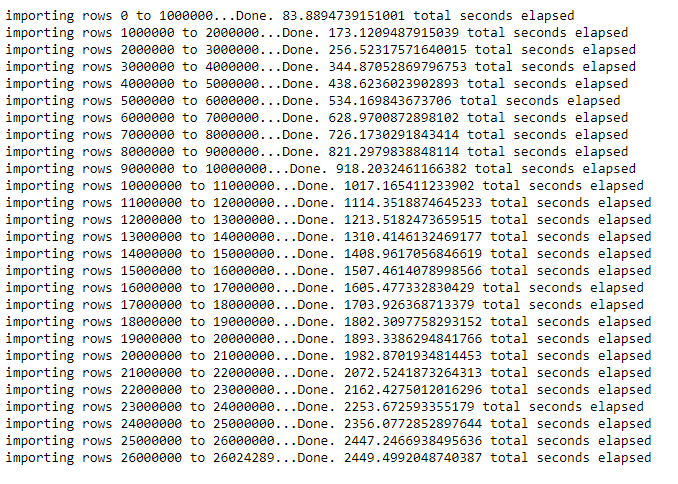 importing rows 0 to 1000000...Done. 83.8894739151001 total seconds elapsed
importing rows 1000000 to 2000000...Done. 173.1209487915039 total seconds elapsed
importing rows 2000000 to 3000000...Done. 256.52317571640015 total seconds elapsed
importing rows 3000000 to 4000000...Done. 344.87052869796753 total seconds elapsed
importing rows 4000000 to 5000000...Done. 438.6236023902893 total seconds elapsed
importing rows 5000000 to 6000000...Done. 534.169843673706 total seconds elapsed
importing rows 6000000 to 7000000...Done. 628.9700872898102 total seconds elapsed
importing rows 7000000 to 8000000...Done. 726.1730291843414 total seconds elapsed
importing rows 8000000 to 9000000...Done. 821.2979838848114 total seconds elapsed
importing rows 9000000 to 10000000...Done. 918.2032461166382 total seconds elapsed
importing rows 10000000 to 11000000...Done. 1017.165411233902 total seconds elapsed
importing rows 11000000 to 12000000...Done. 1114.3518874645233 total seconds elapsed
importing rows 12000000 to 13000000...Done. 1213.5182473659515 total seconds elapsed
importing rows 13000000 to 14000000...Done. 1310.4146132469177 total seconds elapsed
importing rows 14000000 to 15000000...Done. 1408.9617056846619 total seconds elapsed
importing rows 15000000 to 16000000...Done. 1507.4614078998566 total seconds elapsed
importing rows 16000000 to 17000000...Done. 1605.477332830429 total seconds elapsed
importing rows 17000000 to 18000000...Done. 1703.926368713379 total seconds elapsed
importing rows 18000000 to 19000000...Done. 1802.3097758293152 total seconds elapsed
importing rows 19000000 to 20000000...Done. 1893.3386294841766 total seconds elapsed
importing rows 20000000 to 21000000...Done. 1982.8701934814453 total seconds elapsed
importing rows 21000000 to 22000000...Done. 2072.5241873264313 total seconds elapsed
importing rows 22000000 to 23000000...Done. 2162.4275012016296 total seconds elapsed
importing rows 23000000 to 24000000...Done. 2253.672593355179 total seconds elapsed
importing rows 24000000 to 25000000...Done. 2356.0772852897644 total seconds elapsed
importing rows 25000000 to 26000000...Done. 2447.2466938495636 total seconds elapsed
importing rows 26000000 to 26024289...Done. 2449.4992048740387 total seconds elapsed